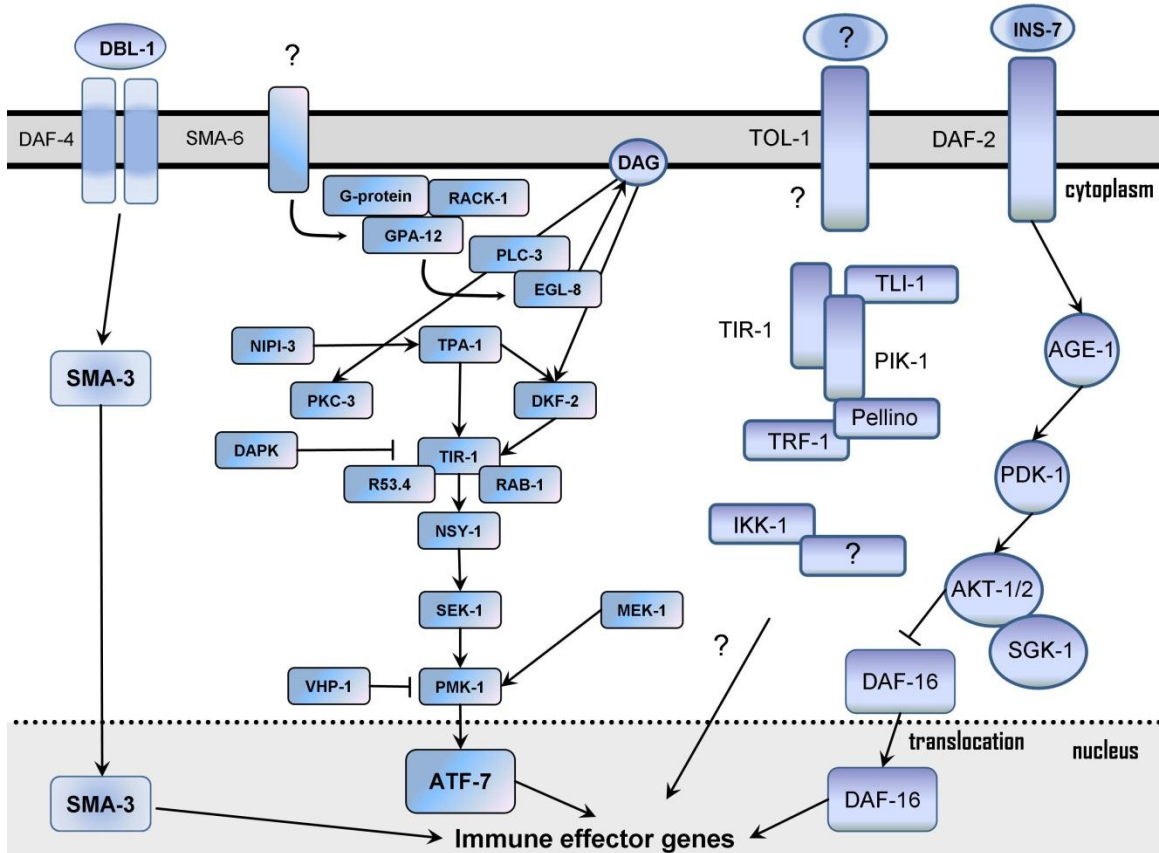 DBL-1
?
?
INS-7
DAF-4
SMA-6
DAG
TOL-1
DAF-2
cytoplasm
G-protein
RACK-1
?
GPA-12
PLC-3
EGL-8
TLI-1
TIR-1
NIPI-3
TPA-1
PIK-1
AGE-1
SMA-3
PKC-3
DKF-2
Pellino
TRF-1
DAPK
TIR-1
R53.4
RAB-1
PDK-1
NSY-1
IKK-1
?
SEK-1
MEK-1
AKT-1/2
?
SGK-1
VHP-1
PMK-1
DAF-16
translocation
nucleus
SMA-3
ATF-7
DAF-16
Immune effector genes